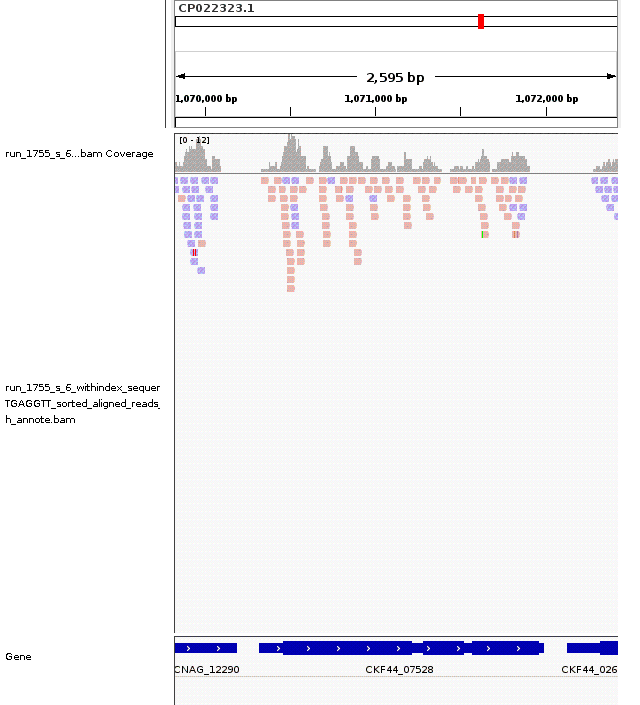 CP022323.1
2,595 bp
1,070,000 bp 1,071,000 bp 1,072,000 bp
[0 - 12]
run_1755_s_6...bam Coverage
run_1755_s_6_withindex_sequer
TGAGGTT_sorted_aligned_reads_
h_annote.bam
Gene
CNAG_12290 CKF44_07528 CKF44_026